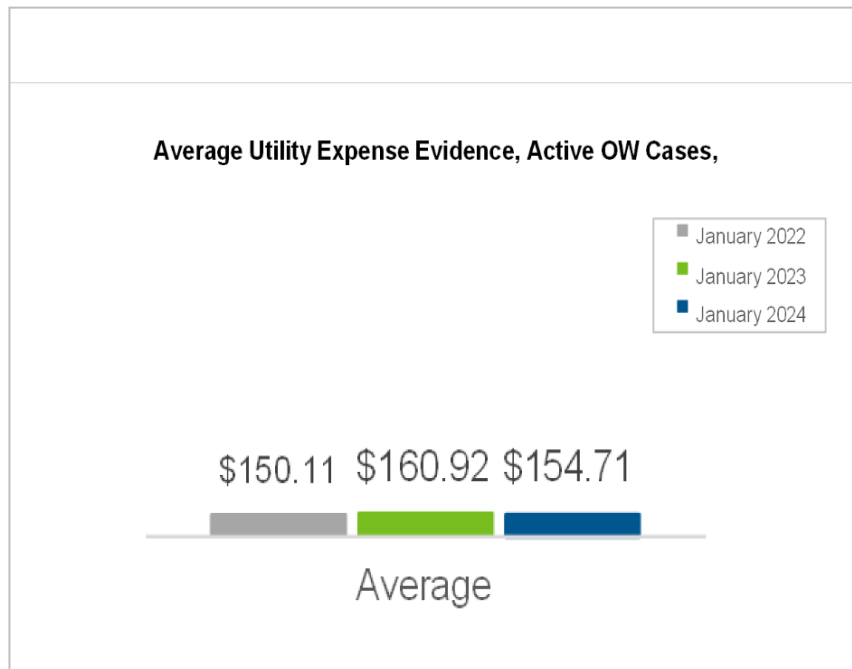 Average Utility Expense Evidence, Active OW Cases,
January 2022
January 2023
January 2024
$150.11 $160.92 $154.71
Average